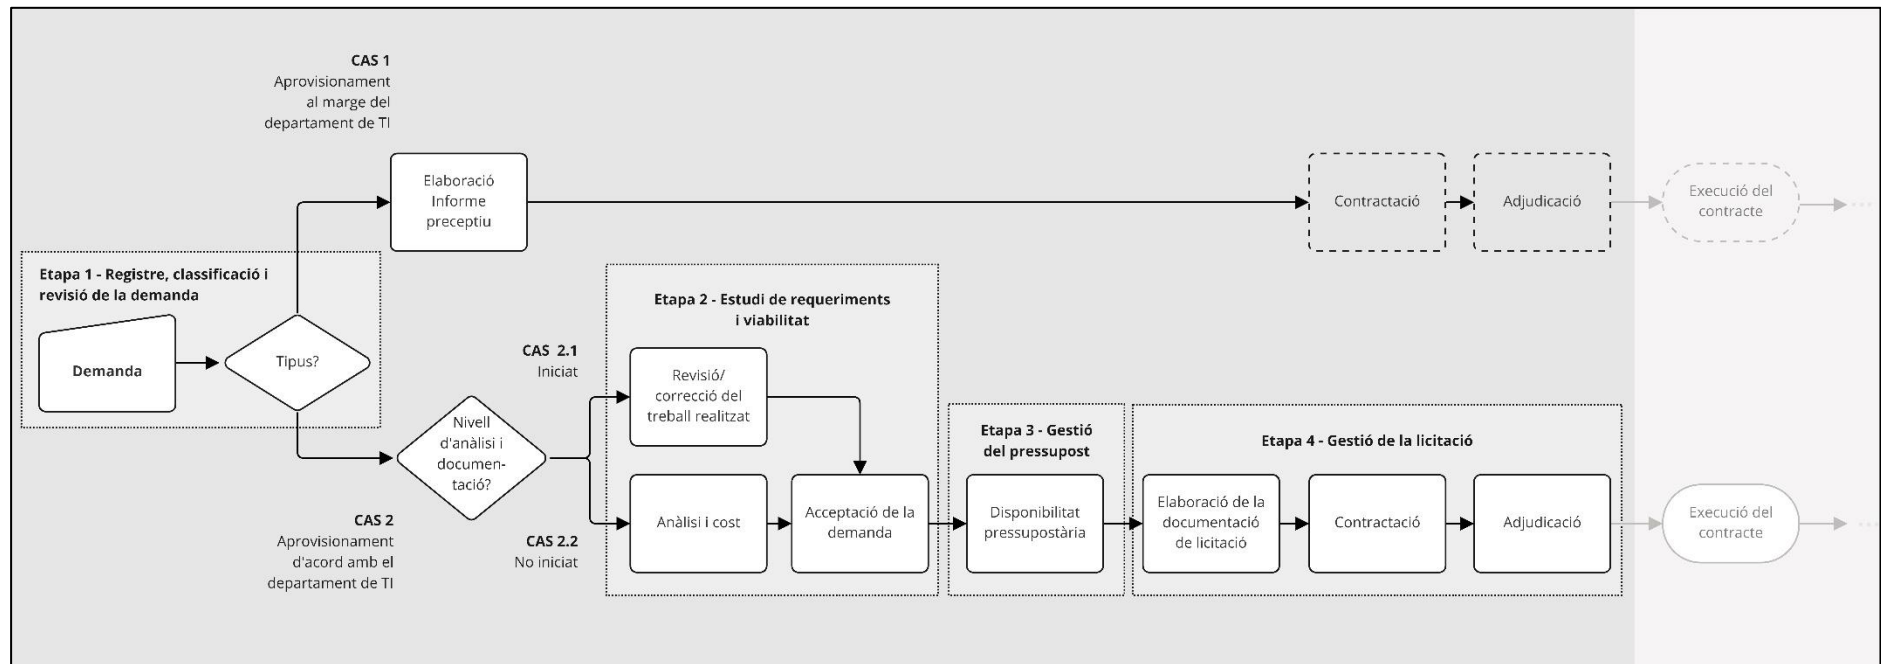 CAS 1
Aprovisionament
al marge del
departament de TI
Elaboració
Informe
preceptiu
Contractació
Adjudicació
Execució del
contracte
Etapa 1 - Registre, classificació i
revisió de la demanda
Demanda
Tipus?
CAS 2
Aprovisionament
d'acord amb el
departament de TI
Nivell
d'anàlisi i
documen-
tació?
CAS 2.1
Iniciat
CAS 2.2
No iniciat
Etapa 2 - Estudi de requeriments
i viabilitat
Revisió/
correcció del
treball realitzat
Anàlisi i cost
Acceptació de la
demanda
Etapa 3 - Gestió
del pressupost
Disponibilitat
pressupostària
Etapa 4 - Gestió de la licitació
Elaboració de la
documentació
de licitació
Contractació
Adjudicació
Execució del
contracte